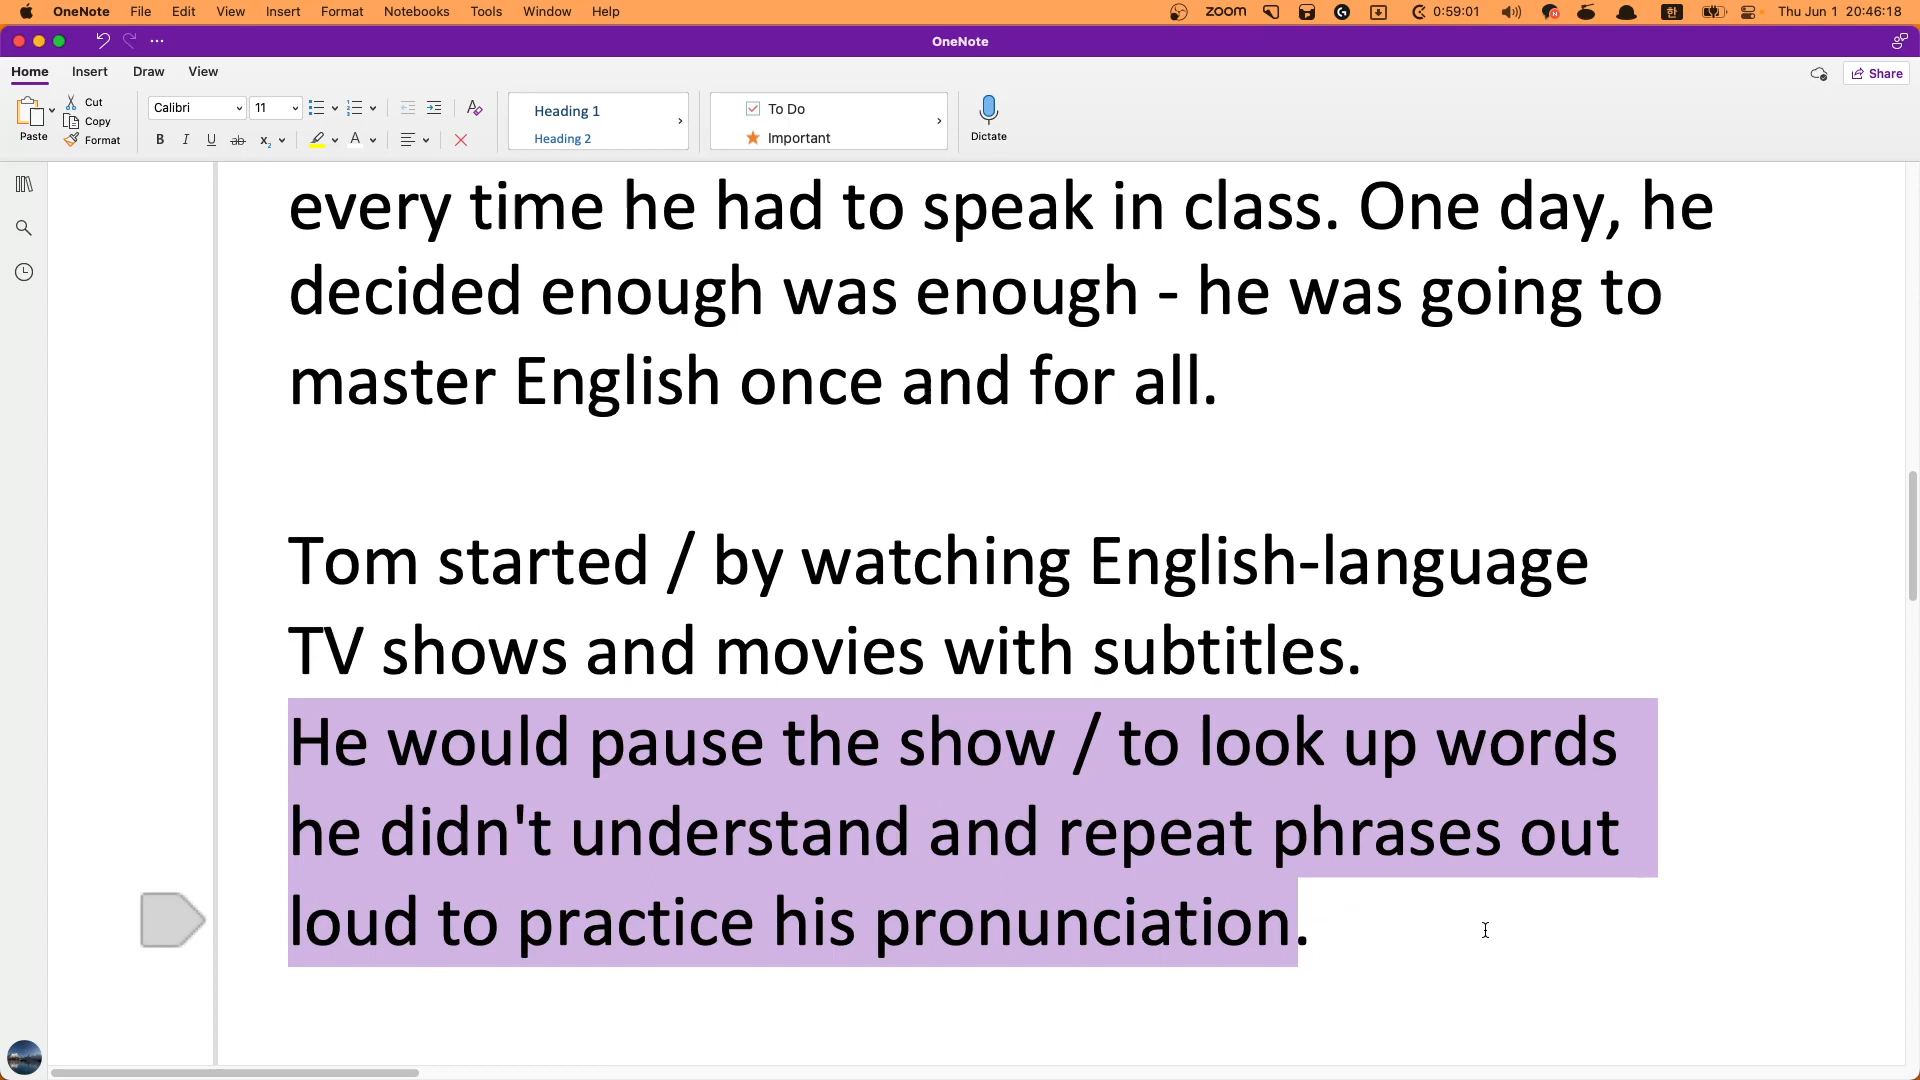 OneNote File Edit View Insert Format Notebooks Tools Window Help zoom 0:59:01 한 Thu Jun 1 20:46:18
OneNote
Home Insert Draw View Share
Paste Cut Copy Format
Calibri 11
B I U ab x₂ A
Heading 1
Heading 2
To Do
Important
Dictate
every time he had to speak in class. One day, he
decided enough was enough - he was going to
master English once and for all.
Tom started / by watching English-language
TV shows and movies with subtitles.
He would pause the show / to look up words
he didn't understand and repeat phrases out
loud to practice his pronunciation.